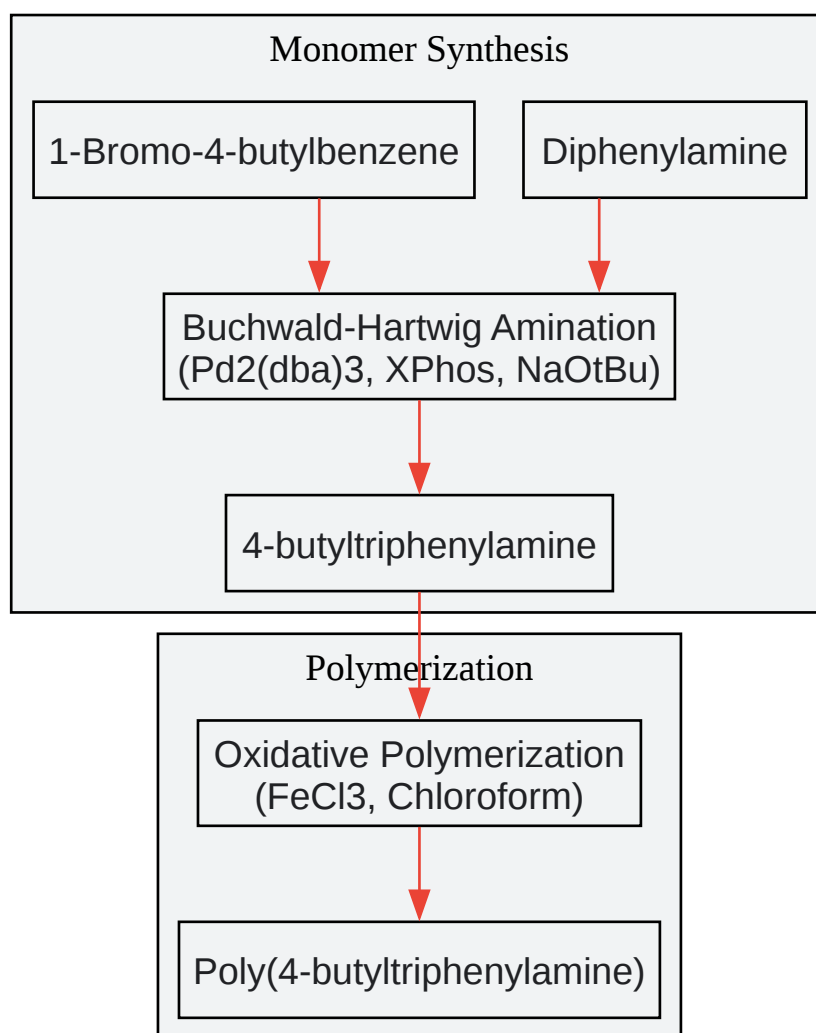 Monomer Synthesis
1-Bromo-4-butylbenzene
Diphenylamine
Buchwald-Hartwig Amination
(Pd2(dba)3, XPhos, NaOtBu)
4-butyltriphenylamine
Polymerization
Oxidative Polymerization
(FeCl3, Chloroform)
Poly(4-butyltriphenylamine)